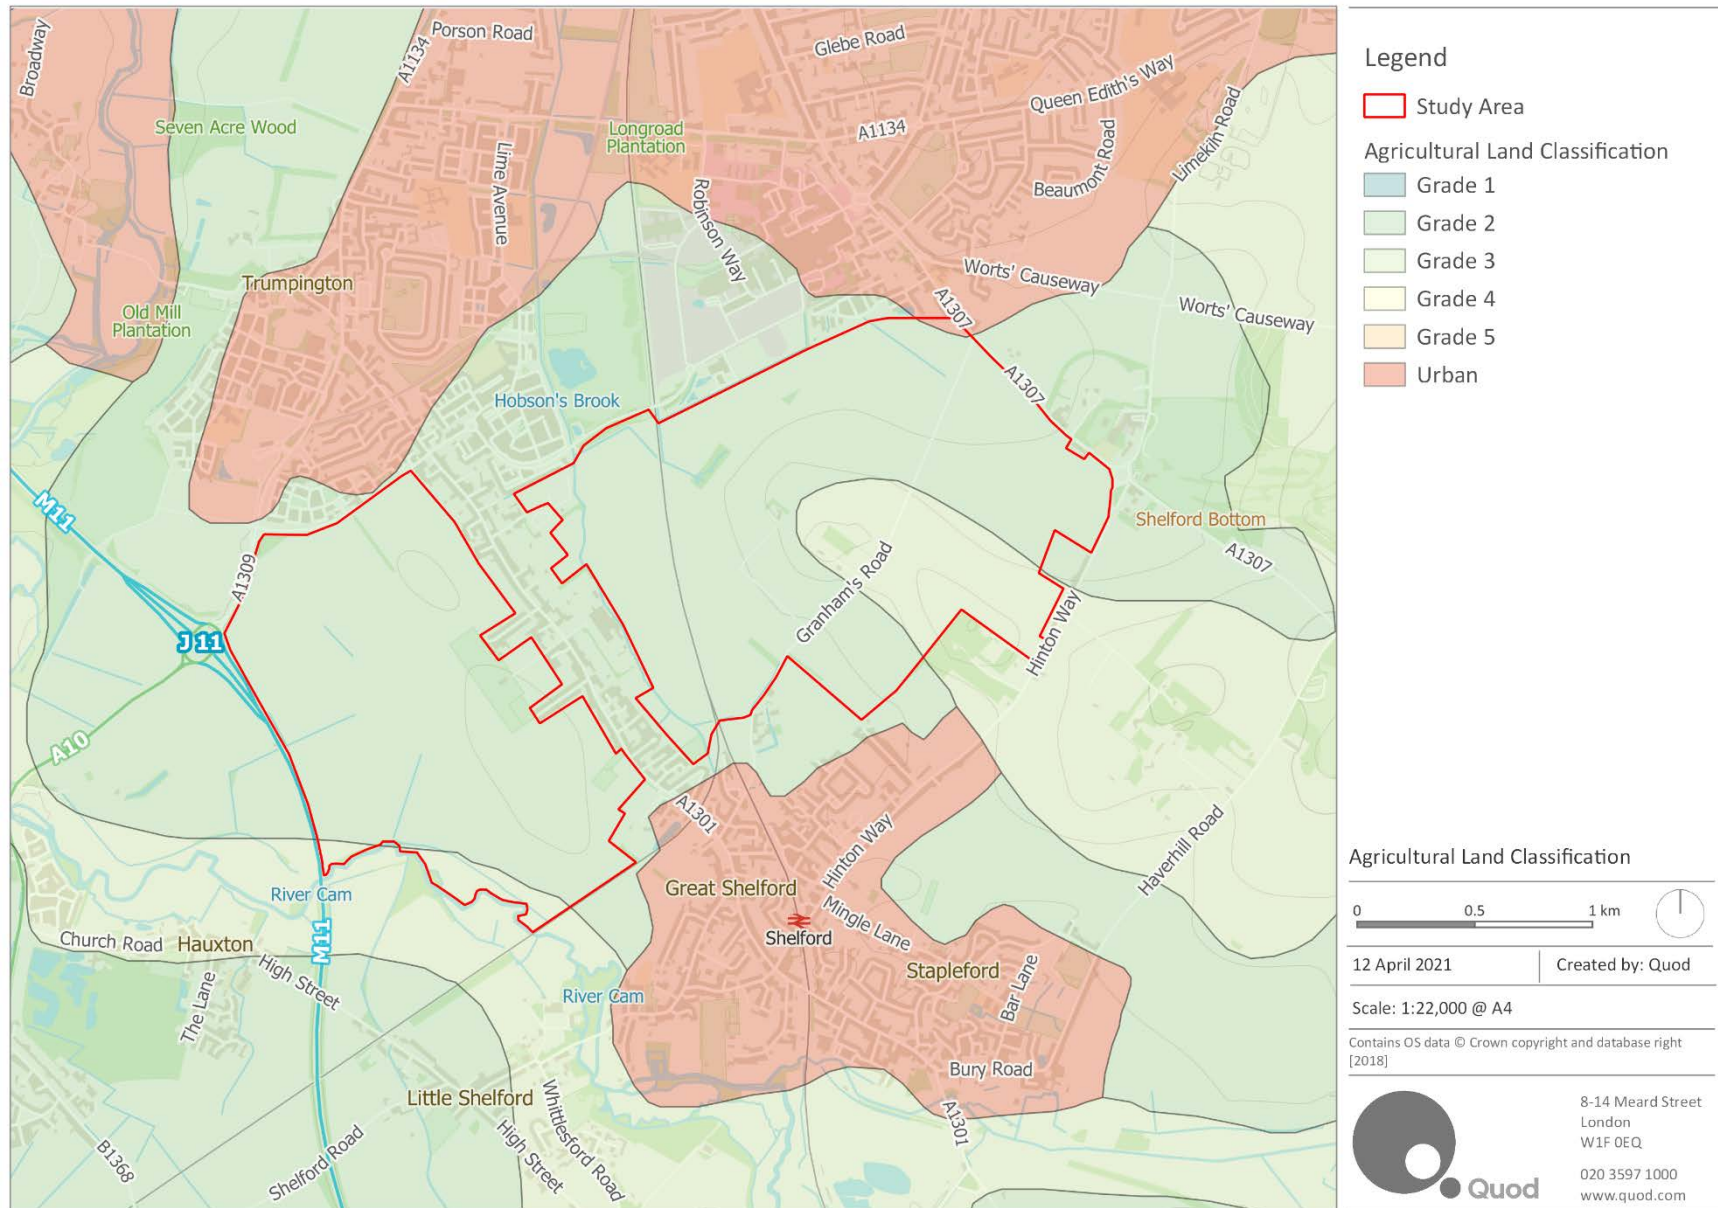 Broadway
Porson Road
A1134
Glebe Road
Queen Edith's Way
Seven Acre Wood
Longroad
Plantation
A1134
Limekiln Road
Lime Avenue
Beaumont Road
Robinson Way
Trumpington
Worts' Causeway
Old Mill
Plantation
A1307
Worts' Causeway
A1307
Hobson's Brook
M11
Shelford Bottom
A1307
A1309
Granham's Road
J 11
Hinton Way
A10
A1301
Hinton Way
Haverhill Road
Great Shelford
River Cam
Mingle Lane
Church Road
Hauxton
M11
Shelford
High Street
Stapleford
The Lane
River Cam
Bar Lane
Bury Road
Little Shelford
Whittlesford Road
A1301
B1368
Shelford Road
High Street
Legend
Study Area
Agricultural Land Classification
Grade 1
Grade 2
Grade 3
Grade 4
Grade 5
Urban
Agricultural Land Classification
0 0.5 1 km
12 April 2021 Created by: Quod
Scale: 1:22,000 @ A4
Contains OS data © Crown copyright and database right
[2018]
8-14 Meard Street
London
W1F 0EQ
020 3597 1000
www.quod.com
Quod